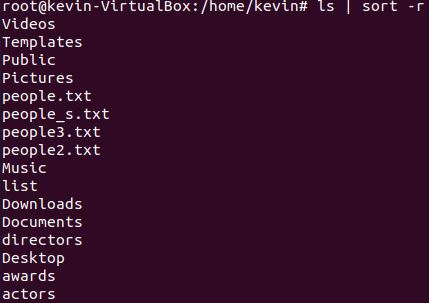 root@kevin-VirtualBox:/home/kevin# ls | sort -r
Videos
Templates
Public
Pictures
people.txt
people_s.txt
people3.txt
people2.txt
Music
list
Downloads
Documents
directors
Desktop
awards
actors